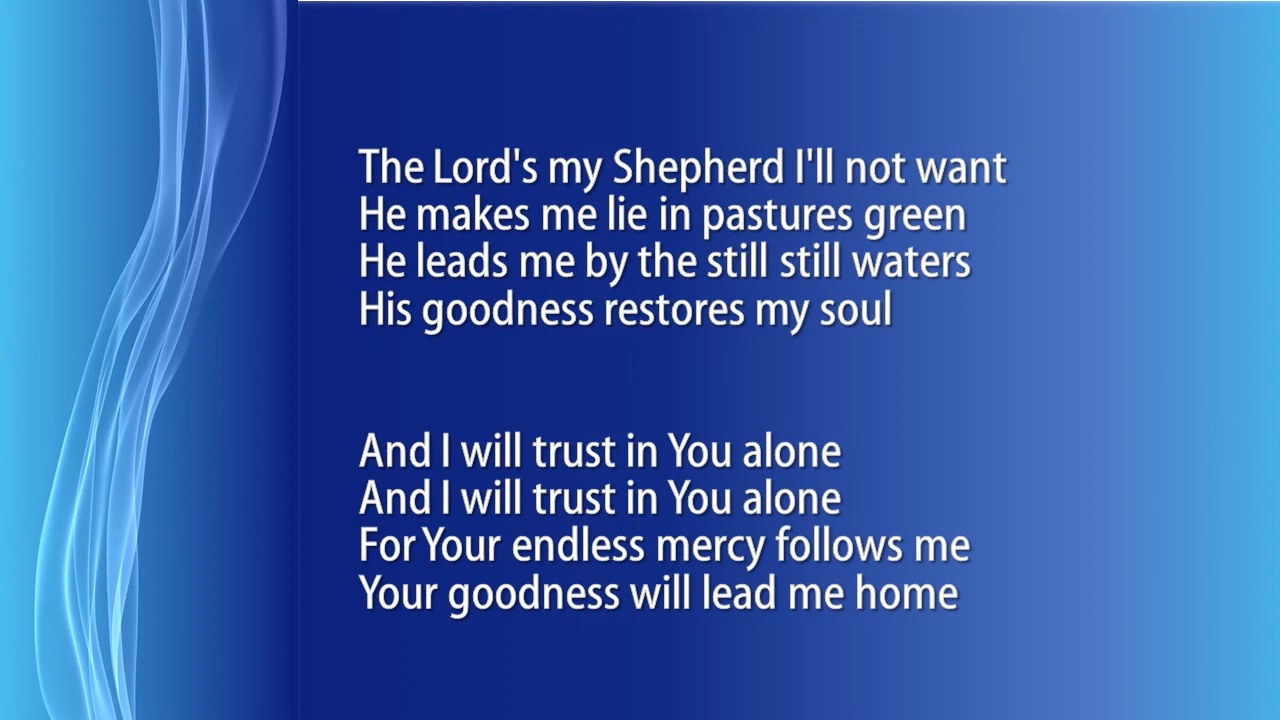 The Lord's my Shepherd I'll not want
He makes me lie in pastures green
He leads me by the still still waters
His goodness restores my soul
And I will trust in You alone
And I will trust in You alone
For Your endless mercy follows me
Your goodness will lead me home